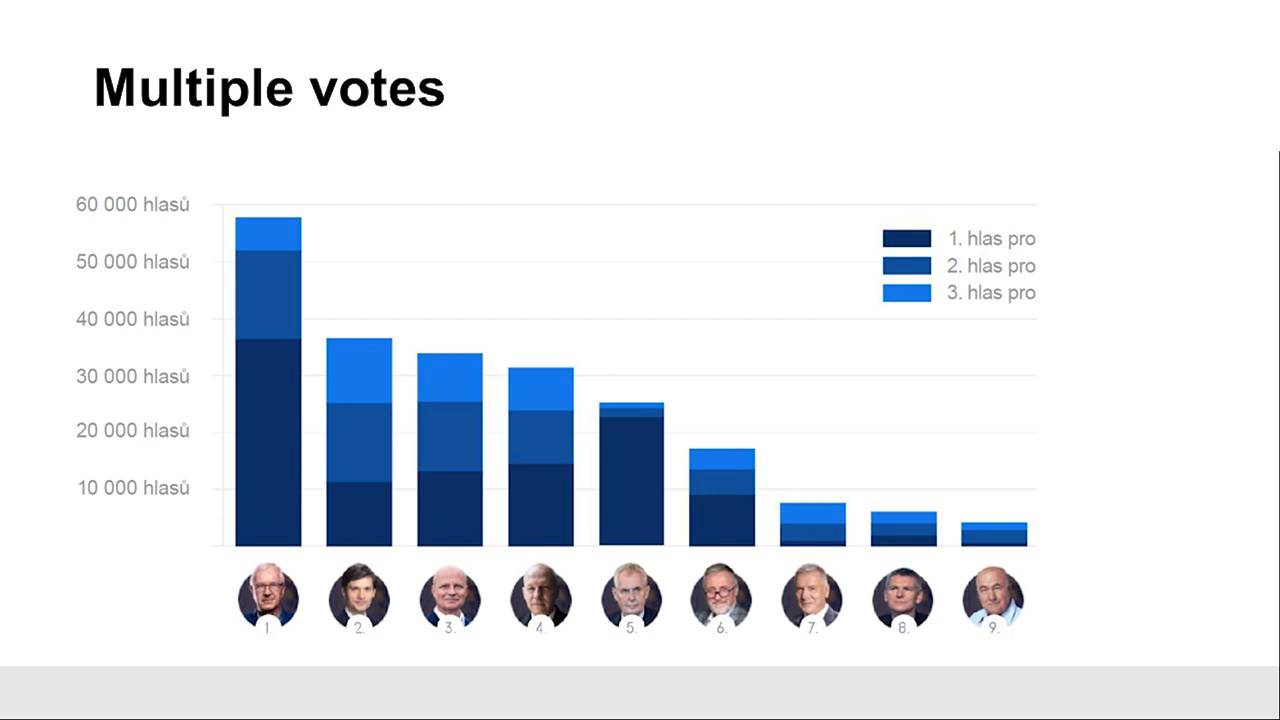 Multiple votes
60 000 hlasů
50 000 hlasů
40 000 hlasů
30 000 hlasů
20 000 hlasů
10 000 hlasů
1. hlas pro
2. hlas pro
3. hlas pro
1. 2. 3. 4. 5. 6. 7. 8. 9.